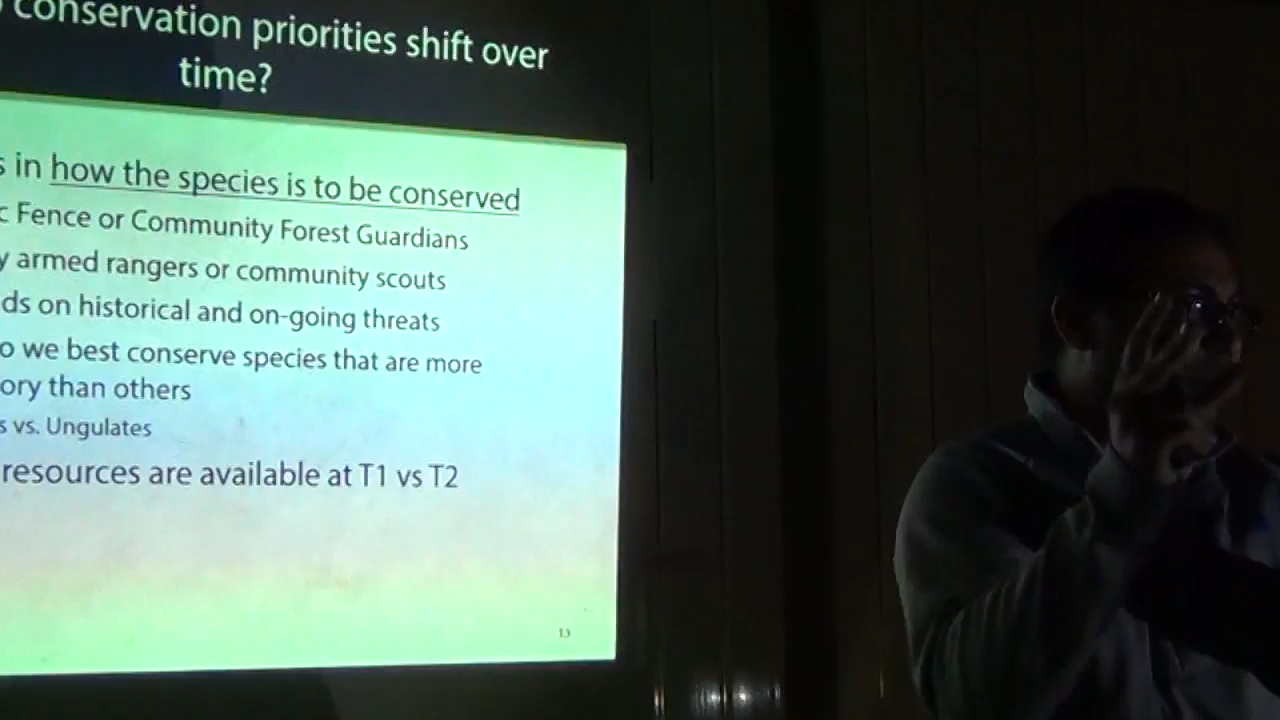 conservation priorities shift over
time?
s in how the species is to be conserved
c Fence or Community Forest Guardians
y armed rangers or community scouts
ds on historical and on-going threats
o we best conserve species that are more
ory than others
s vs. Ungulates
resources are available at T1 vs T2
13